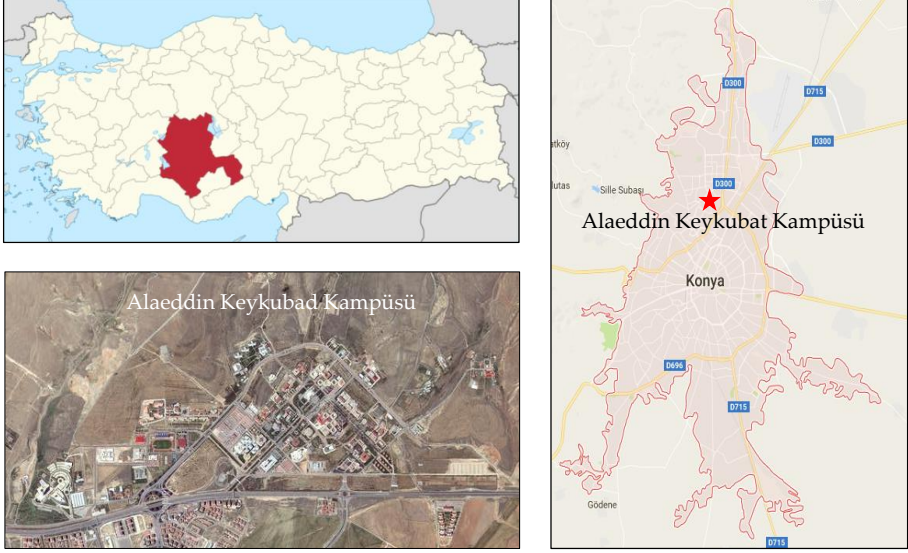 Alaeddin Keykubad Kampüsü
D300
D715
D300
atköy
lutas
Sille Subaşı
D300
Alaeddin Keykubat Kampüsü
Konya
D696
D715
Gödene
D715